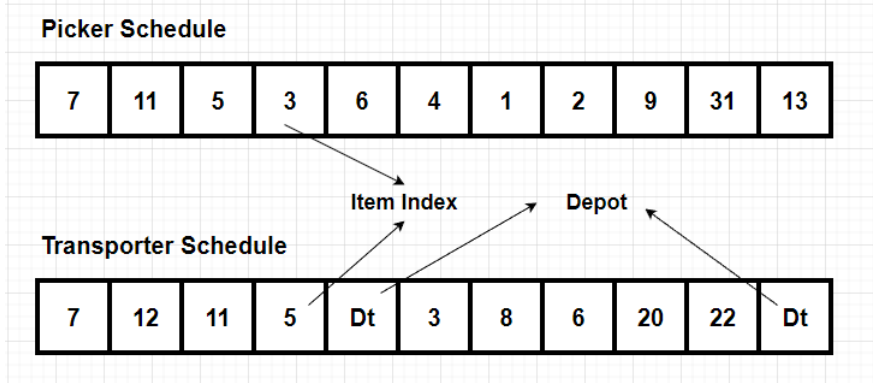 Picker Schedule
7 11 5 3 6 4 1 2 9 31 13
Item Index Depot
Transporter Schedule
7 12 11 5 Dt 3 8 6 20 22 Dt